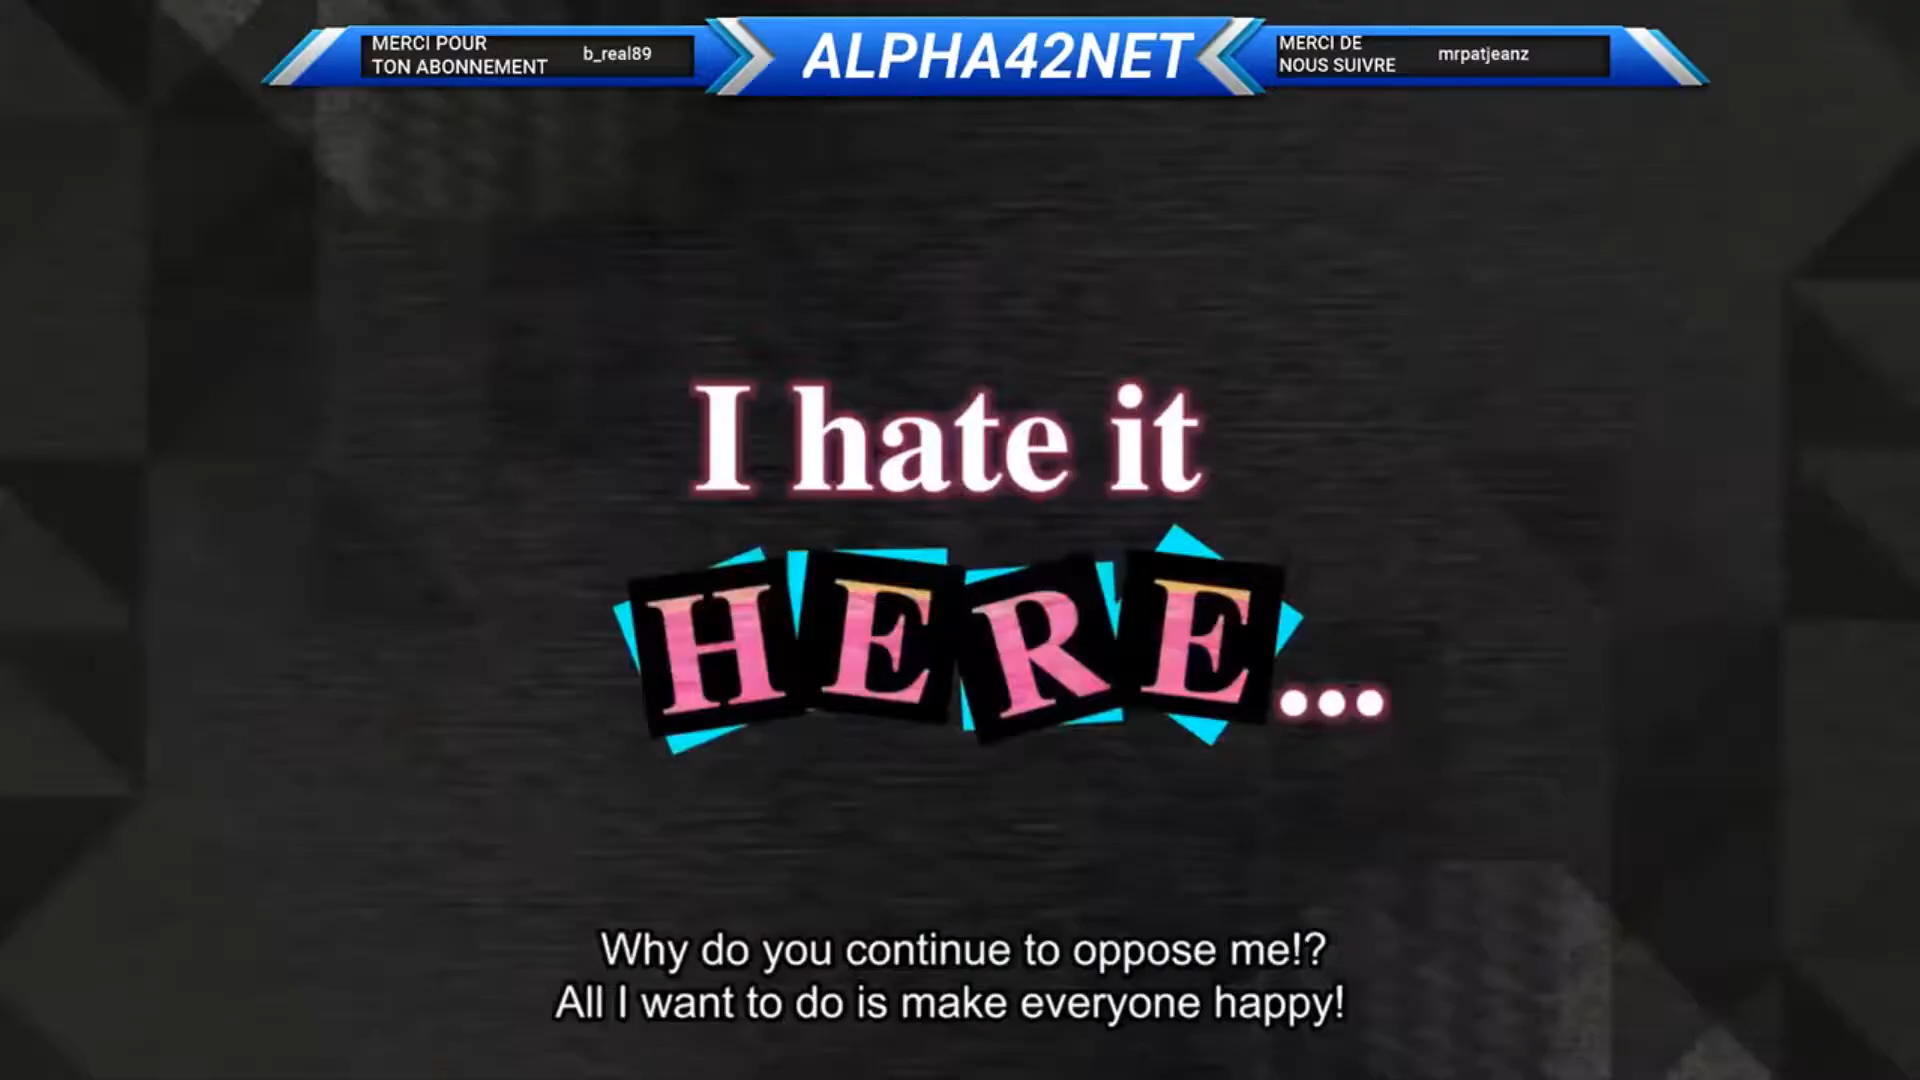 MERCI POUR
TON ABONNEMENT
b_real89
ALPHA42NET
MERCI DE
NOUS SUIVRE
mrpatjeanz
I hate it
HERE...
Why do you continue to oppose me!?
All I want to do is make everyone happy!